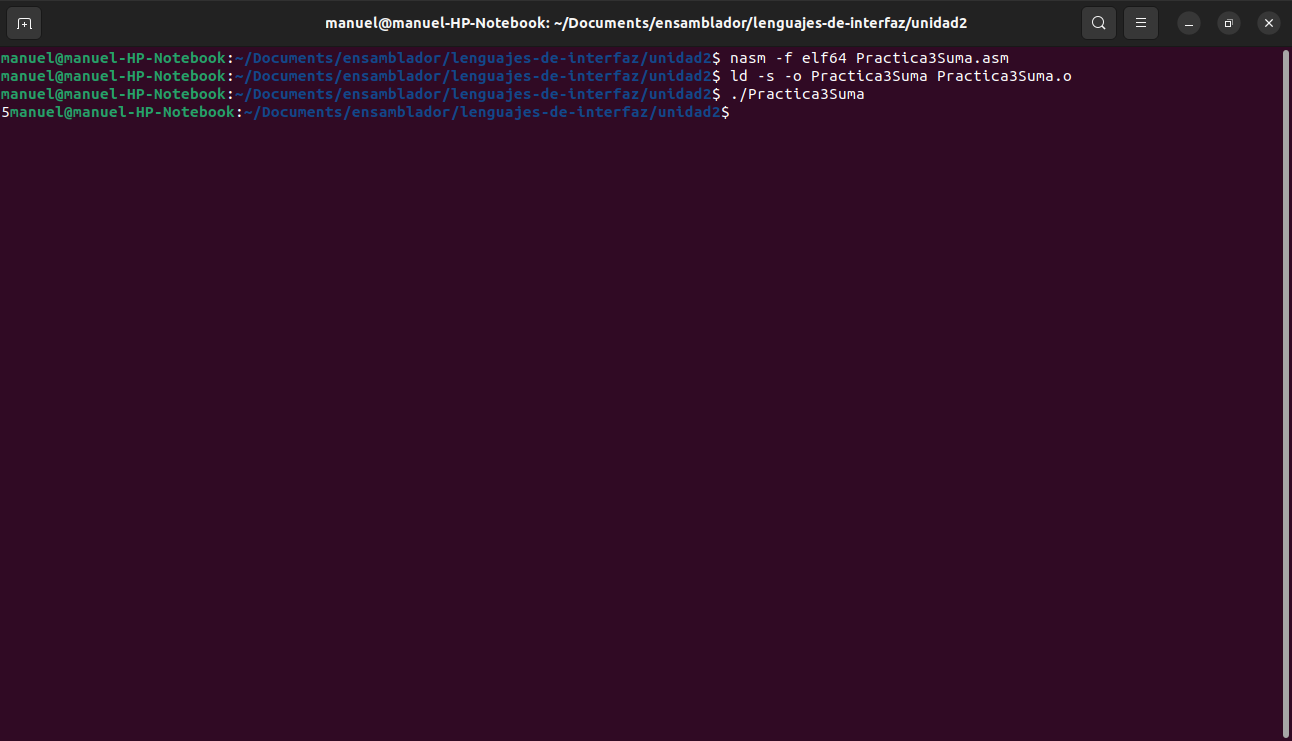 manuel@manuel-HP-Notebook: ~/Documents/ensamblador/lenguajes-de-interfaz/unidad2
manuel@manuel-HP-Notebook:~/Documents/ensamblador/lenguajes-de-interfaz/unidad2$ nasm -f elf64 Practica3Suma.asm
manuel@manuel-HP-Notebook:~/Documents/ensamblador/lenguajes-de-interfaz/unidad2$ ld -s -o Practica3Suma Practica3Suma.o
manuel@manuel-HP-Notebook:~/Documents/ensamblador/lenguajes-de-interfaz/unidad2$ ./Practica3Suma
5manuel@manuel-HP-Notebook:~/Documents/ensamblador/lenguajes-de-interfaz/unidad2$